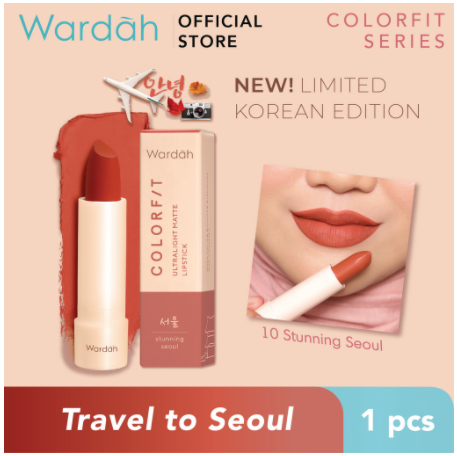 Wardah
OFFICIAL
STORE
COLORFIT
SERIES
안녕
NEW! LIMITED
KOREAN EDITION
Wardah
COLORFIT
ULTRALIGHT MATTE
LIPSTICK
서울
stunning
seoul
Wardah
10 Stunning Seoul
Travel to Seoul
1 pcs